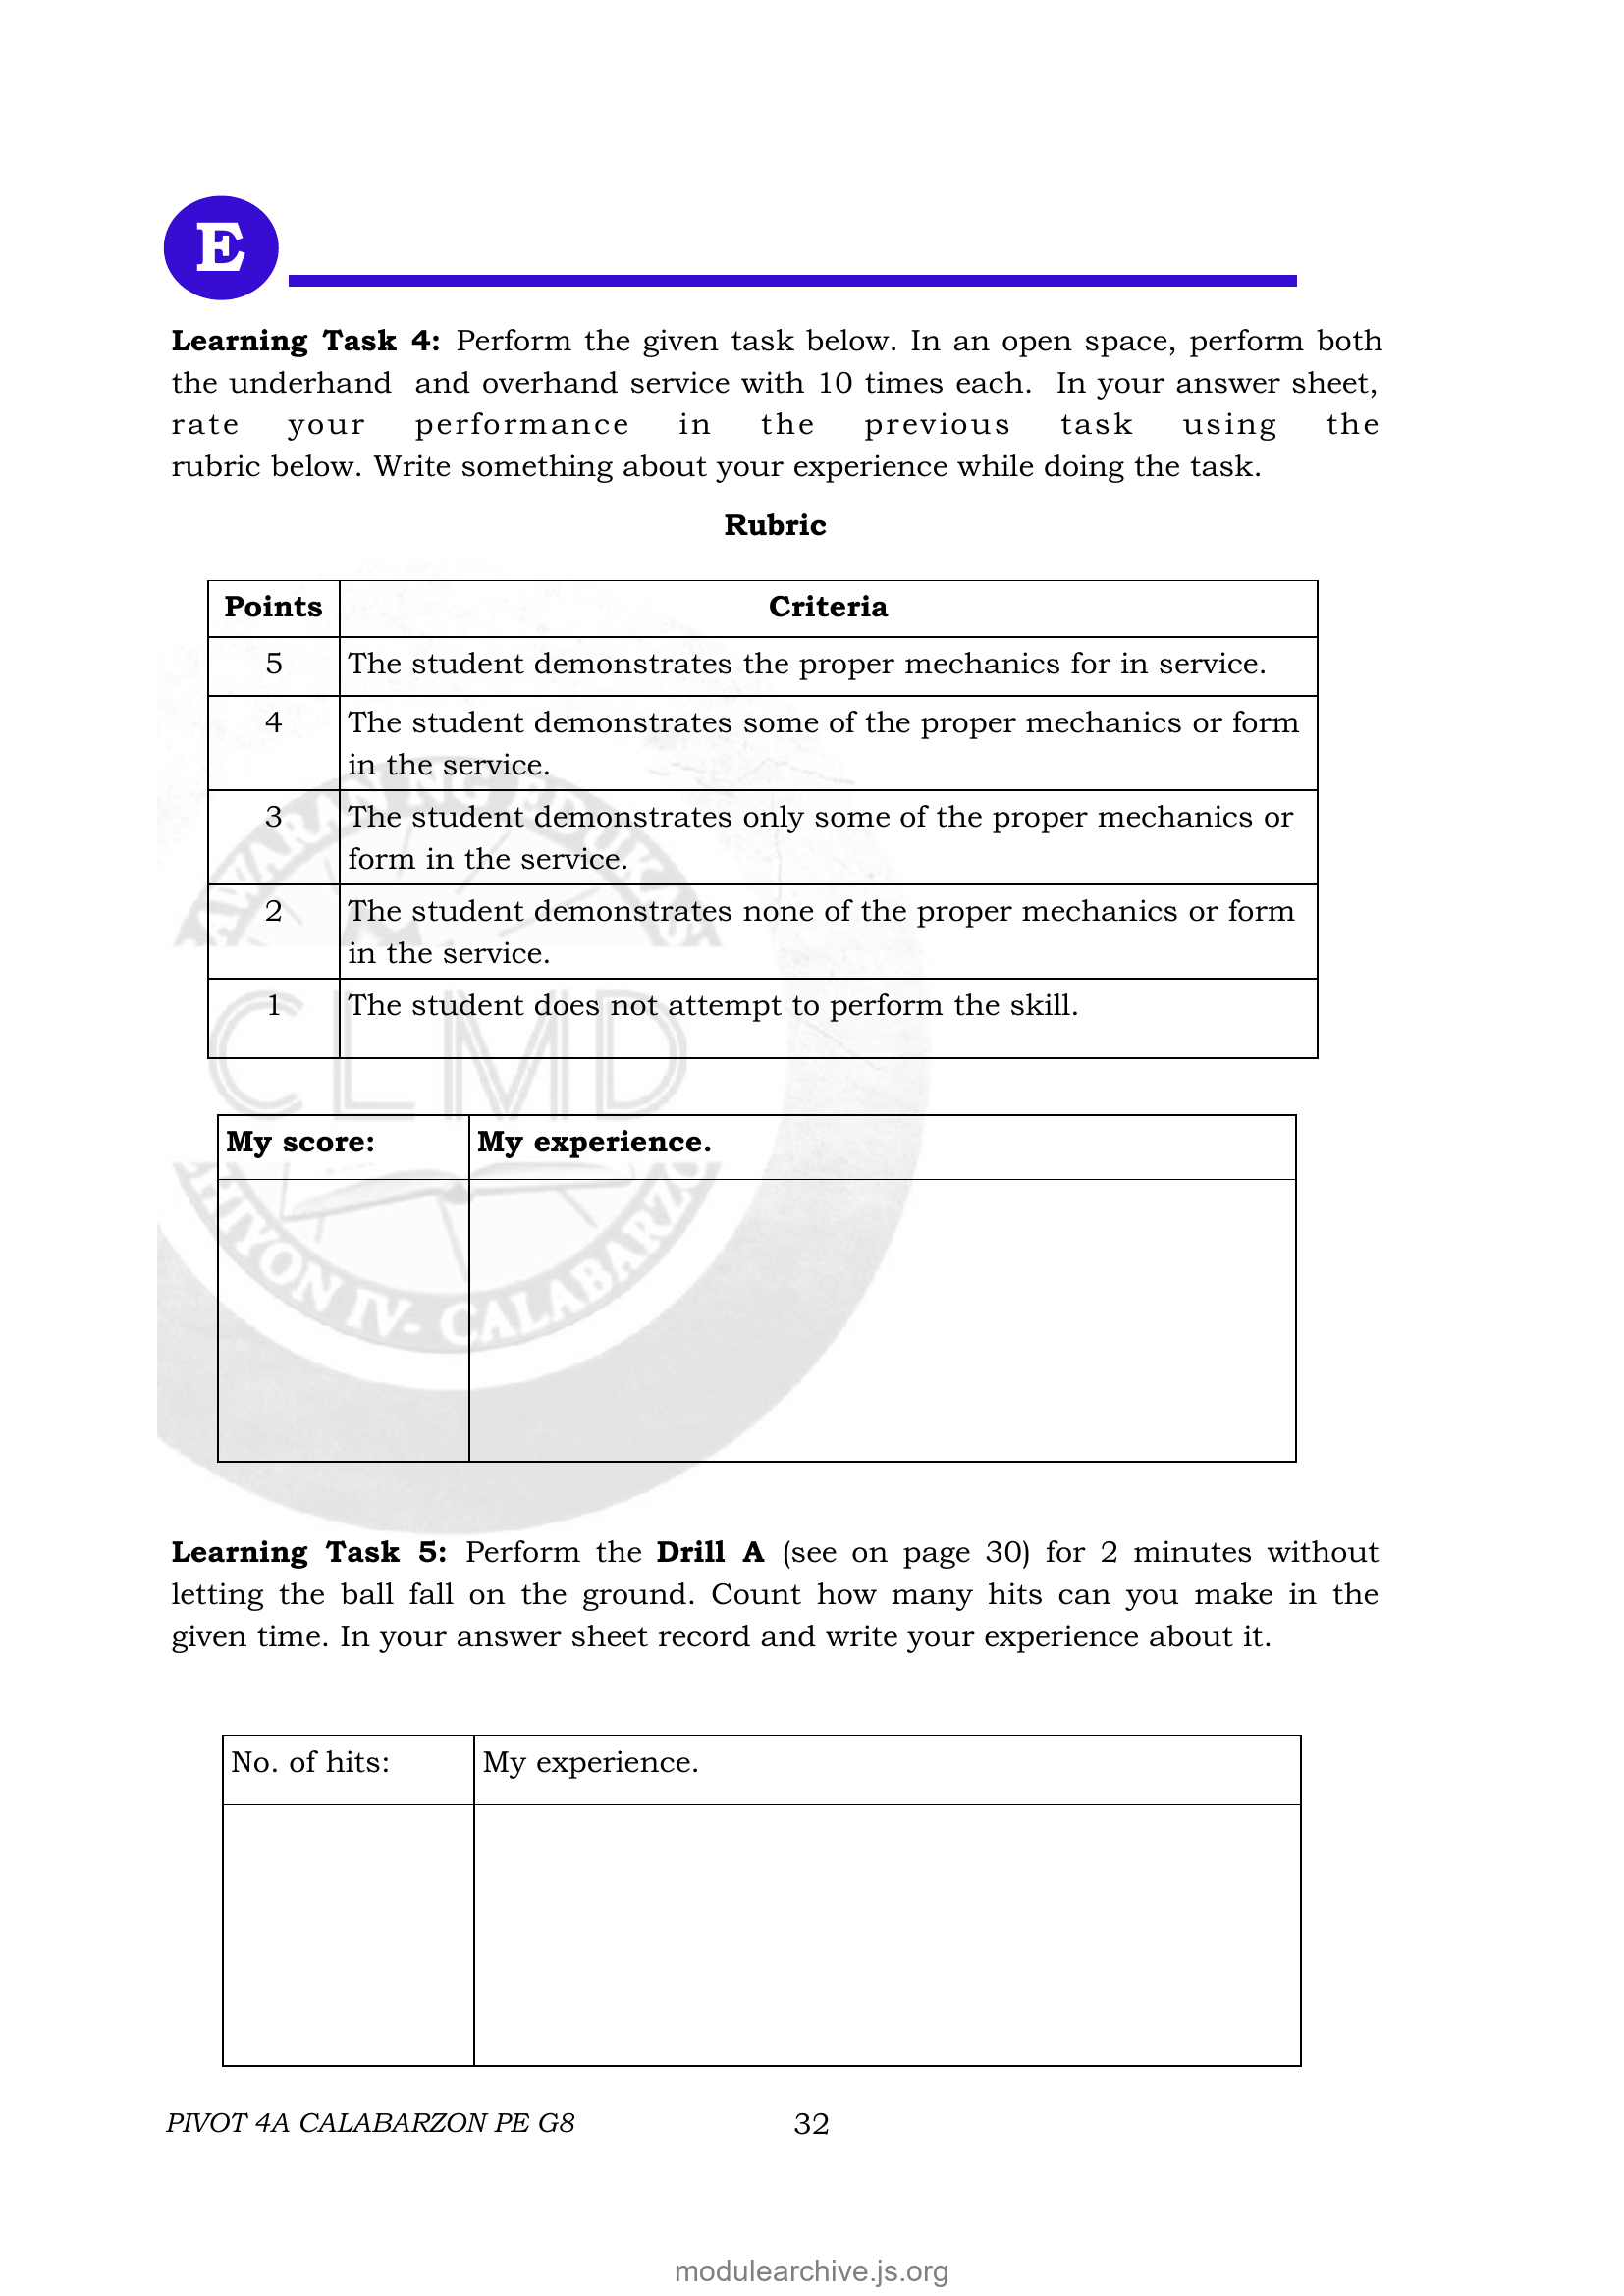 E
Learning Task 4: Perform the given task below. In an open space, perform both
the underhand and overhand service with 10 times each. In your answer sheet,
rate your performance in the previous task using the
rubric below. Write something about your experience while doing the task.
Rubric
Points Criteria
5 The student demonstrates the proper mechanics for in service.
4 The student demonstrates some of the proper mechanics or form
in the service.
3 The student demonstrates only some of the proper mechanics or
form in the service.
2 The student demonstrates none of the proper mechanics or form
in the service.
1 The student does not attempt to perform the skill.
CLMD
My score: My experience.
IV- CALABARZO
Learning Task 5: Perform the Drill A (see on page 30) for 2 minutes without
letting the ball fall on the ground. Count how many hits can you make in the
given time. In your answer sheet record and write your experience about it.
No. of hits: My experience.
PIVOT 4A CALABARZON PE G8 32
modulearchive.js.org